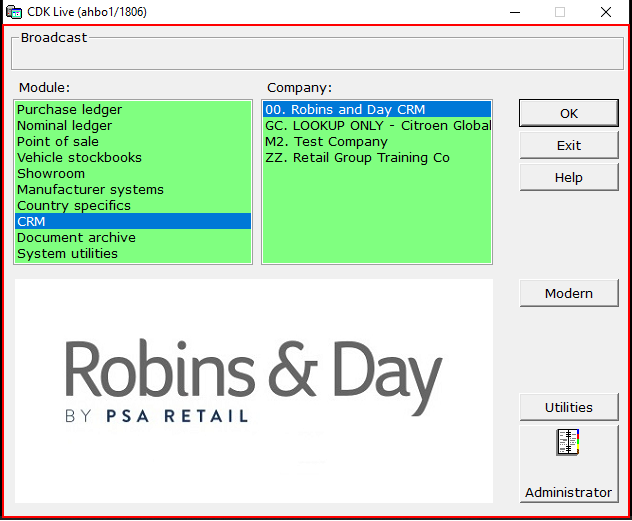 CDK Live (ahbo1/1806)
Broadcast
Module:
Company:
Purchase ledger
Nominal ledger
Point of sale
Vehicle stockbooks
Showroom
Manufacturer systems
Country specifics
CRM
Document archive
System utilities
00. Robins and Day CRM
GC. LOOKUP ONLY - Citroen Global
M2. Test Company
ZZ. Retail Group Training Co
OK
Exit
Help
Modern
Utilities
Administrator
Robins & Day
BY PSA RETAIL